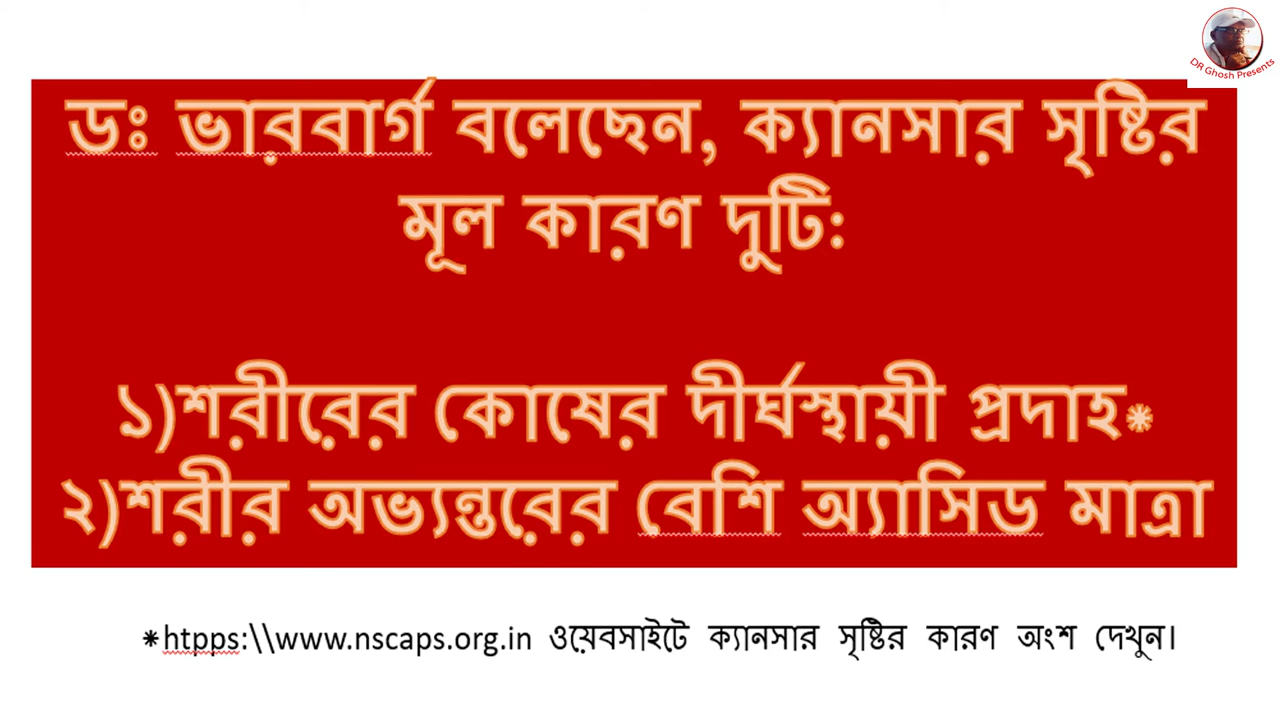 DR Ghosh Presents
ডঃ ভারবার্গ বলেছেন, ক্যানসার সৃষ্টির
মূল কারণ দুটি:
১)শরীরের কোষের দীর্ঘস্থায়ী প্রদাহ*
২)শরীর অভ্যন্তরের বেশি অ্যাসিড মাত্রা
*htpps:\\www.nscaps.org.in ওয়েবসাইটে ক্যানসার সৃষ্টির কারণ অংশ দেখুন।